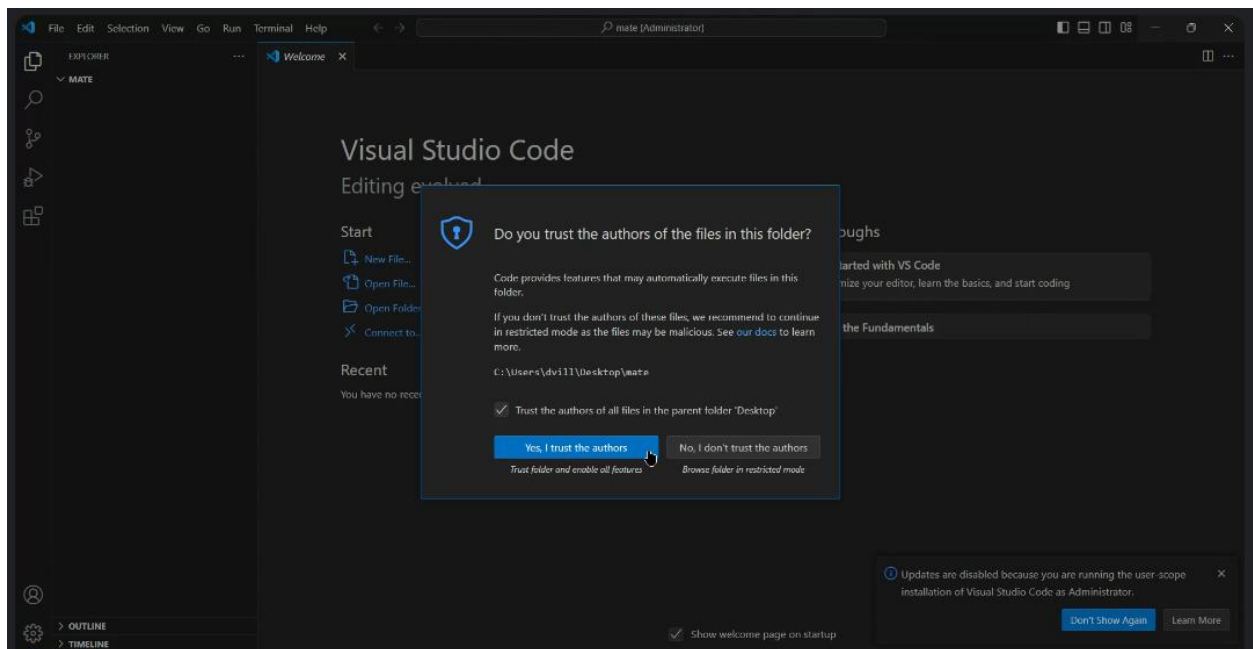 File Edit Selection View Go Run Terminal Help
mate [Administrator]
EXPLORER
Welcome
MATE
Visual Studio Code
Editing evolved
Start
New File...
Open File...
Open Folder
Connect to...
Recent
You have no rece
oughs
tarted with VS Code
mize your editor, learn the basics, and start coding
the Fundamentals
Do you trust the authors of the files in this folder?
Code provides features that may automatically execute files in this
folder.
If you don't trust the authors of these files, we recommend to continue
in restricted mode as the files may be malicious. See our docs to learn
more.
C:\Users\dvill\Desktop\mate
Trust the authors of all files in the parent folder 'Desktop'
Yes, I trust the authors
No, I don't trust the authors
Trust folder and enable all features
Browse folder in restricted mode
Updates are disabled because you are running the user-scope
installation of Visual Studio Code as Administrator.
Don't Show Again
Learn More
OUTLINE
TIMELINE
Show welcome page on startup